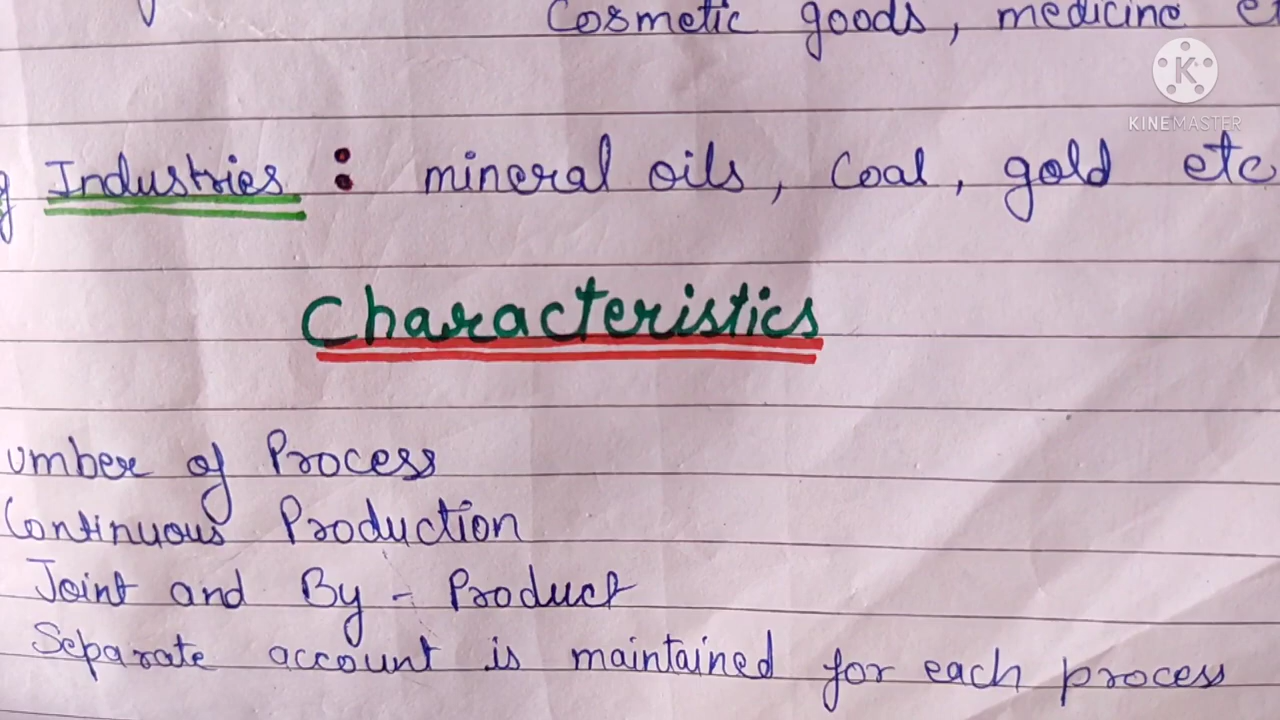 Cosmetic goods, medicine
Industries : mineral oils, Coal, gold etc
Characteristics
umber of Process
Continuous Production
Joint and By - Product
Separate account is maintained for each process
K
KINEMASTER